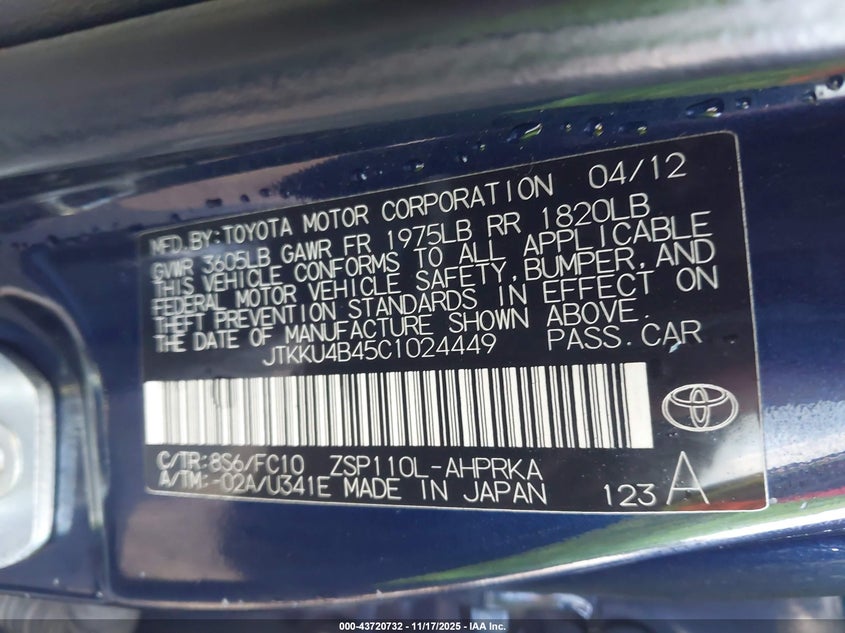 MFD.BY:TOYOTA MOTOR CORPORATION 04/12
GVWR 3605LB GAWR FR 1975LB RR 1820LB
THIS VEHICLE CONFORMS TO ALL APPLICABLE
FEDERAL MOTOR VEHICLE SAFETY, BUMPER, AND
THEFT PREVENTION STANDARDS IN EFFECT ON
THE DATE OF MANUFACTURE SHOWN ABOVE.
JTKKU4B45C1024449 PASS.CAR
C/TR:8S6/FC10 ZSP110L-AHPRKA
A/TM:-02A/U341E MADE IN JAPAN 123 A
000-43720732 - 11/17/2025 - IAA Inc.